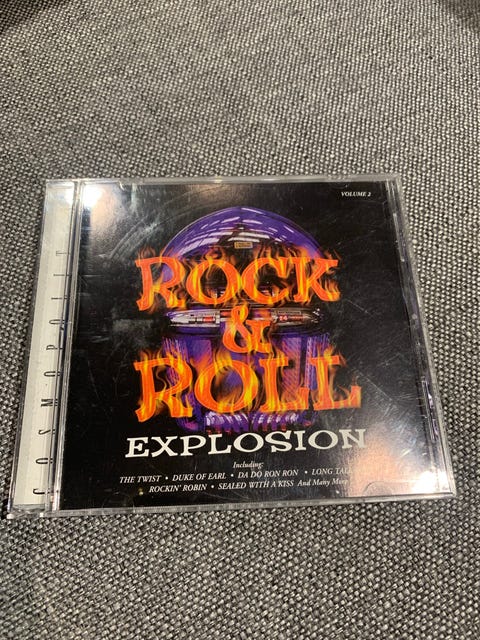 VOLUME 2
ROCK
&
ROLL
EXPLOSION
Including:
THE TWIST • DUKE OF EARL • DA DO RON RON • LONG TALL
ROCKIN' ROBIN • SEALED WITH A KISS And Many More
COSMOPOLIT